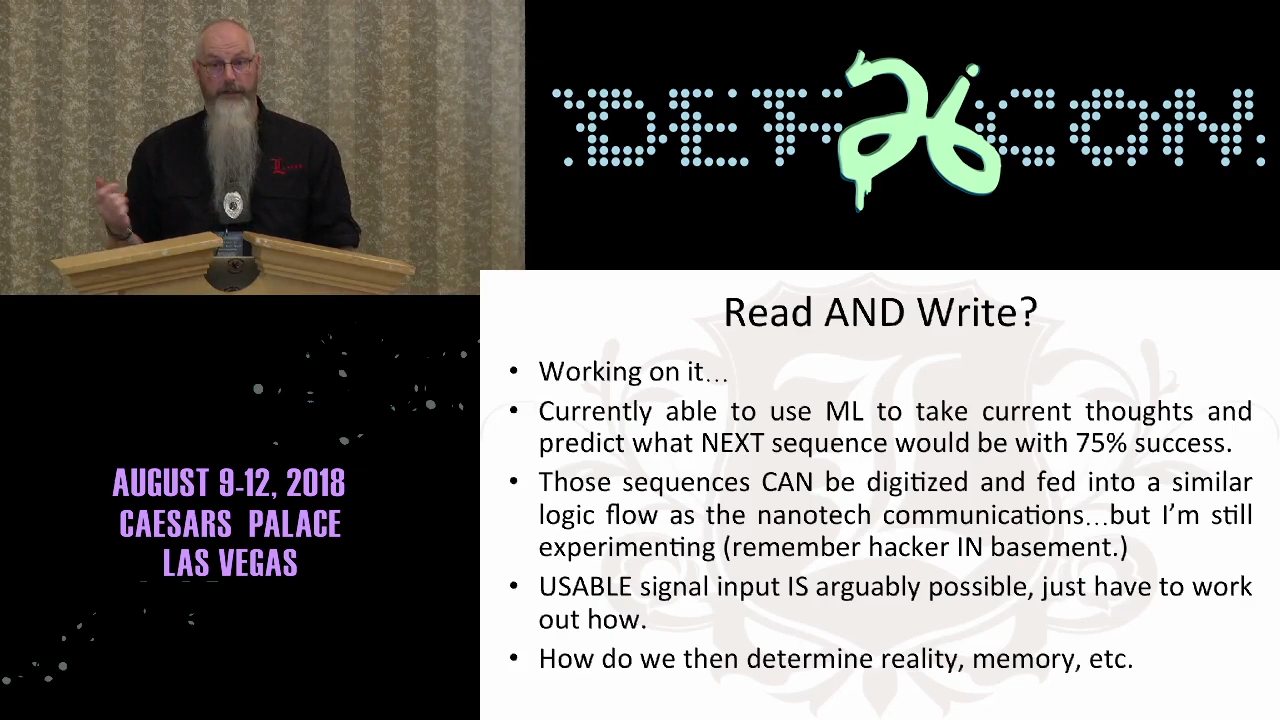 DEF CON
26
AUGUST 9-12, 2018
CAESARS PALACE
LAS VEGAS
Read AND Write?
• Working on it...
• Currently able to use ML to take current thoughts and
predict what NEXT sequence would be with 75% success.
• Those sequences CAN be digitized and fed into a similar
logic flow as the nanotech communications...but I'm still
experimenting (remember hacker IN basement.)
• USABLE signal input IS arguably possible, just have to work
out how.
• How do we then determine reality, memory, etc.